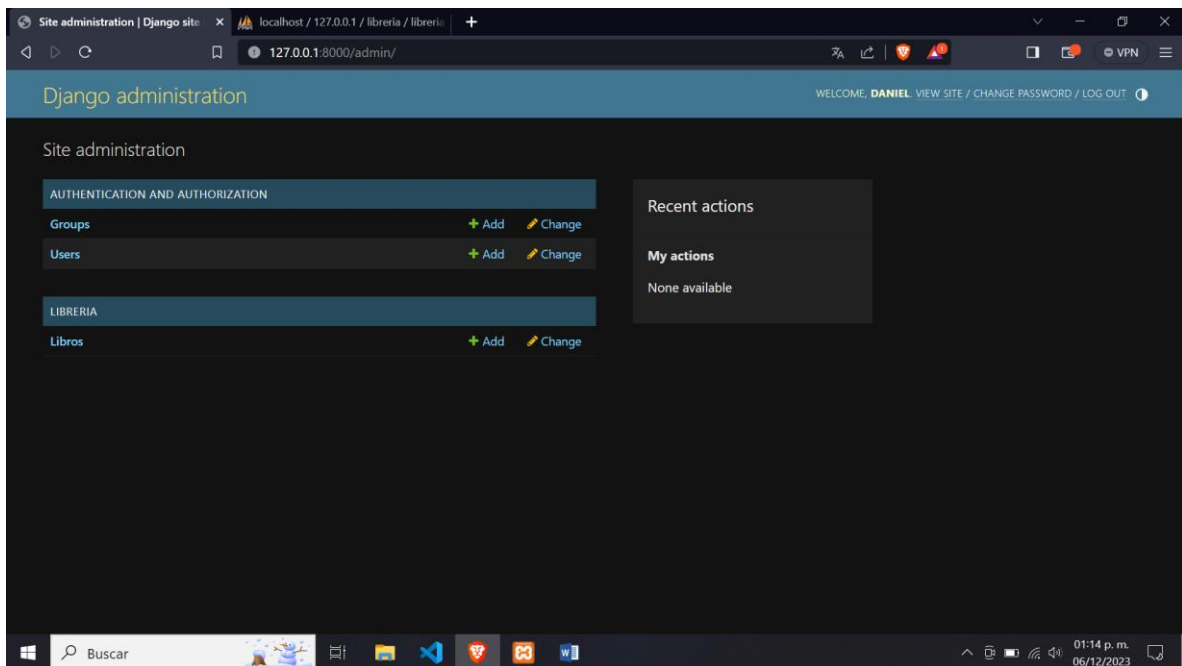 Site administration | Django site
localhost / 127.0.0.1 / libreria / libreria
127.0.0.1:8000/admin/
VPN
Django administration
WELCOME, DANIEL. VIEW SITE / CHANGE PASSWORD / LOG OUT
Site administration
AUTHENTICATION AND AUTHORIZATION
Groups + Add Change
Users + Add Change
LIBRERIA
Libros + Add Change
Recent actions
My actions
None available
Buscar
01:14 p. m.
06/12/2023